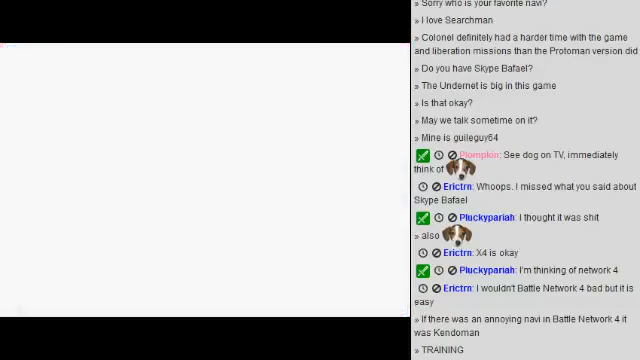 » Sorry who is your favorite navi?
» I love Searchman
» Colonel definitely had a harder time with the game
and liberation missions than the Protoman version did
» Do you have Skype Bafael?
» The Undernet is big in this game
» Is that okay?
» May we talk sometime on it?
» Mine is guileguy64
Plompkin: See dog on TV, immediately
think of
Erictrn: Whoops. I missed what you said about
Skype Bafael
Pluckypariah: I thought it was shit
» also
Erictrn: X4 is okay
Pluckypariah: I'm thinking of network 4
Erictrn: I wouldn't Battle Network 4 bad but it is
easy
» If there was an annoying navi in Battle Network 4 it
was Kendoman
» TRAINING